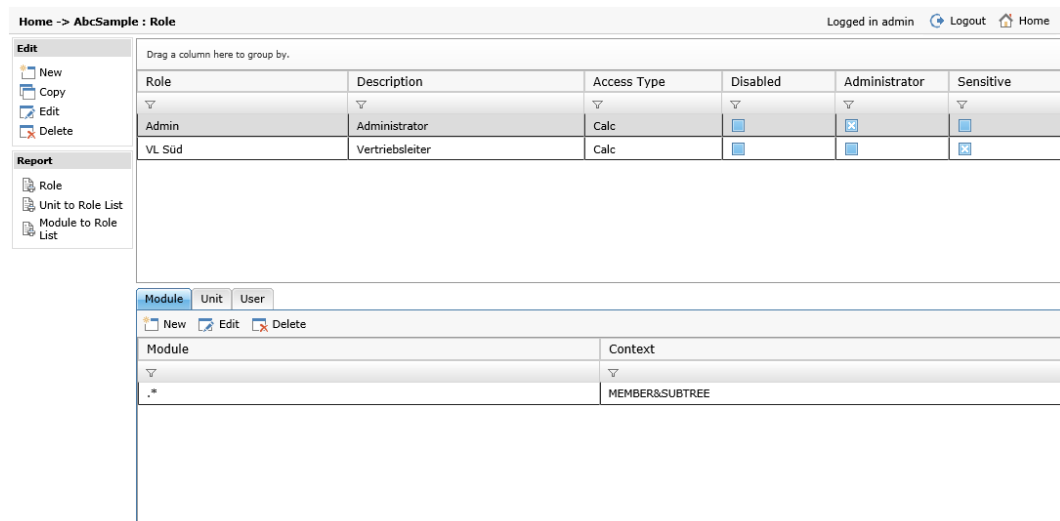 Home -> AbcSample : Role
Logged in admin Logout Home
Edit
New
Copy
Edit
Delete
Report
Role
Unit to Role List
Module to Role
List
Drag a column here to group by.
Role Description Access Type Disabled Administrator Sensitive
Admin Administrator Calc
VL Süd Vertriebsleiter Calc
Module Unit User
New Edit Delete
Module Context
.* MEMBER&SUBTREE